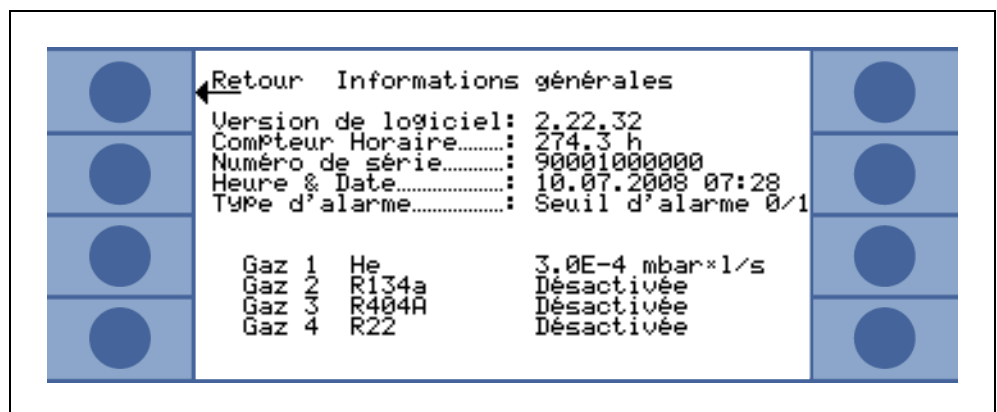 Retour Informations générales
Version de logiciel: 2.22.32
Compteur Horaire……: 274.3 h
Numéro de série………: 90001000000
Heure & Date………………: 10.07.2008 07:28
Type d'alarme……………: Seuil d'alarme 0/1
Gaz 1 He 3.0E-4 mbar×l/s
Gaz 2 R134a Désactivée
Gaz 3 R404A Désactivée
Gaz 4 R22 Désactivée